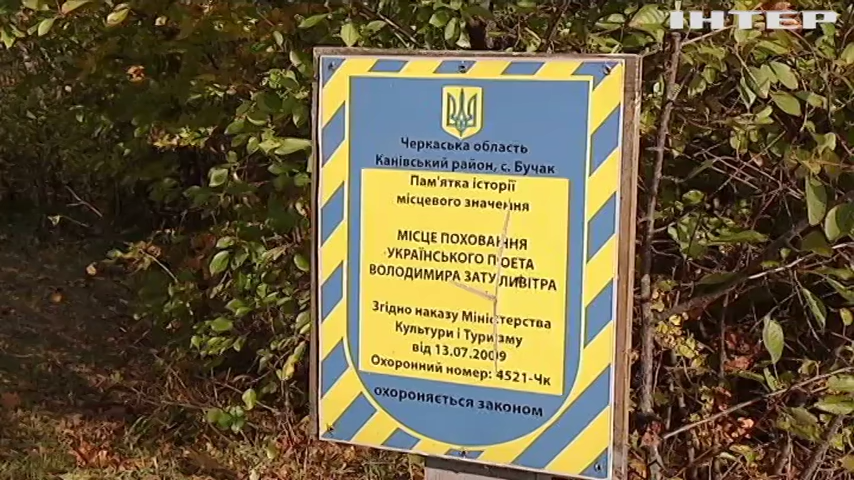 ІНТЕР
Черкаська область
Канівський район, с. Бучак
Пам'ятка історії
місцевого значення
МІСЦЕ ПОХОВАННЯ
УКРАЇНСЬКОГО ПОЕТА
ВОЛОДИМИРА ЗАТУЛИВІТРА
Згідно наказу Міністерства
Культури і Туризму
від 13.07.2009
Охоронний номер: 4521-Чк
охороняється законом